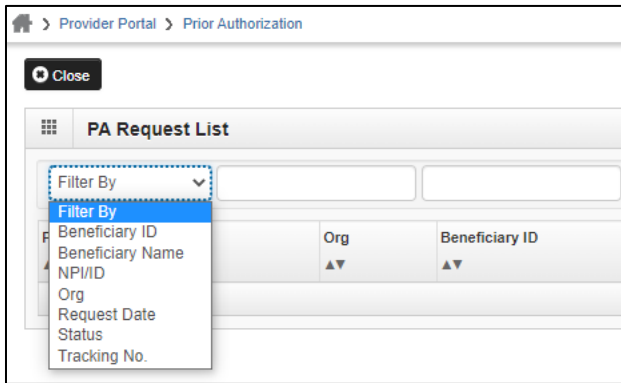 Provider Portal > Prior Authorization
Close
PA Request List
Filter By
Filter By
Beneficiary ID
Beneficiary Name
NPI/ID
Org
Request Date
Status
Tracking No.
Org
Beneficiary ID